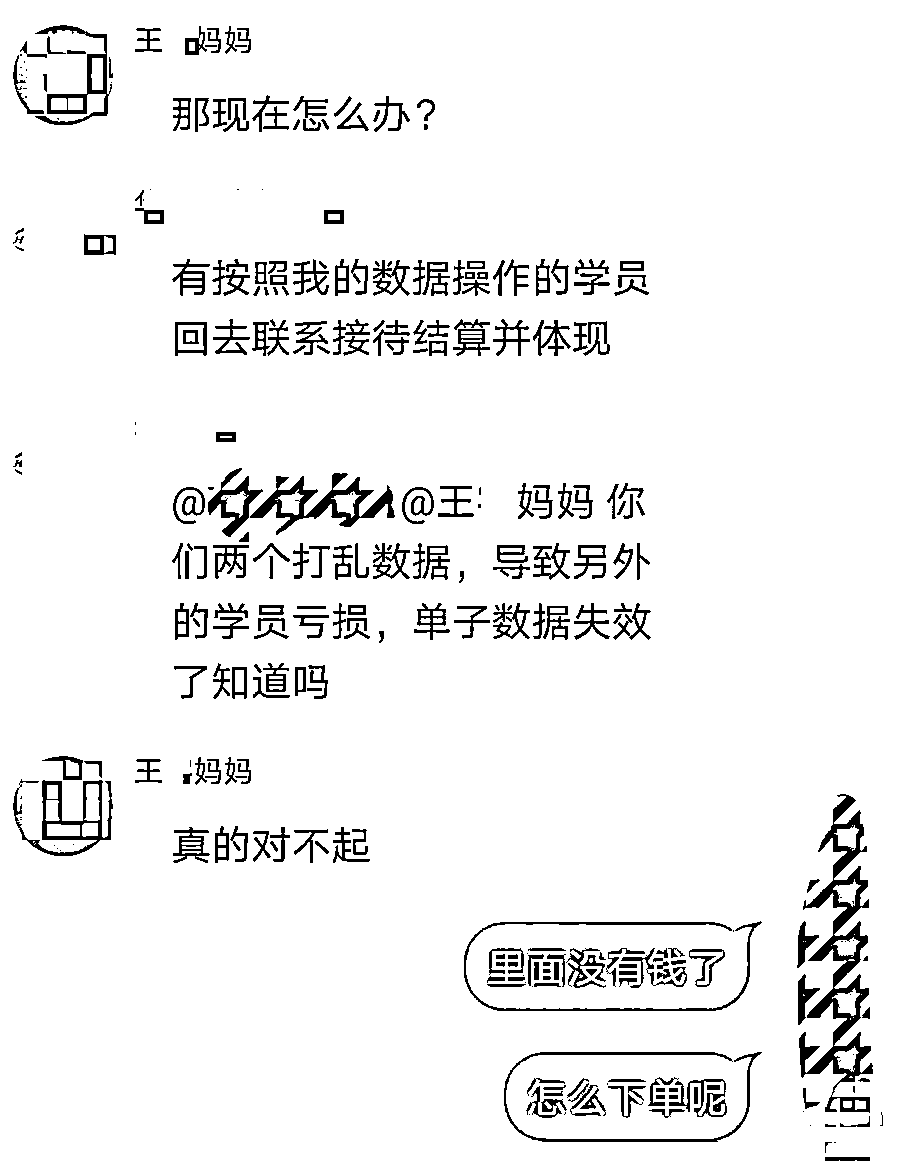 王 妈妈
那现在怎么办？
有按照我的数据操作的学员
回去联系接待结算并体现
@ @王 妈妈 你
们两个打乱数据，导致另外
的学员亏损，单子数据失效
了知道吗
王 妈妈
真的对不起
里面没有钱了
怎么下单呢